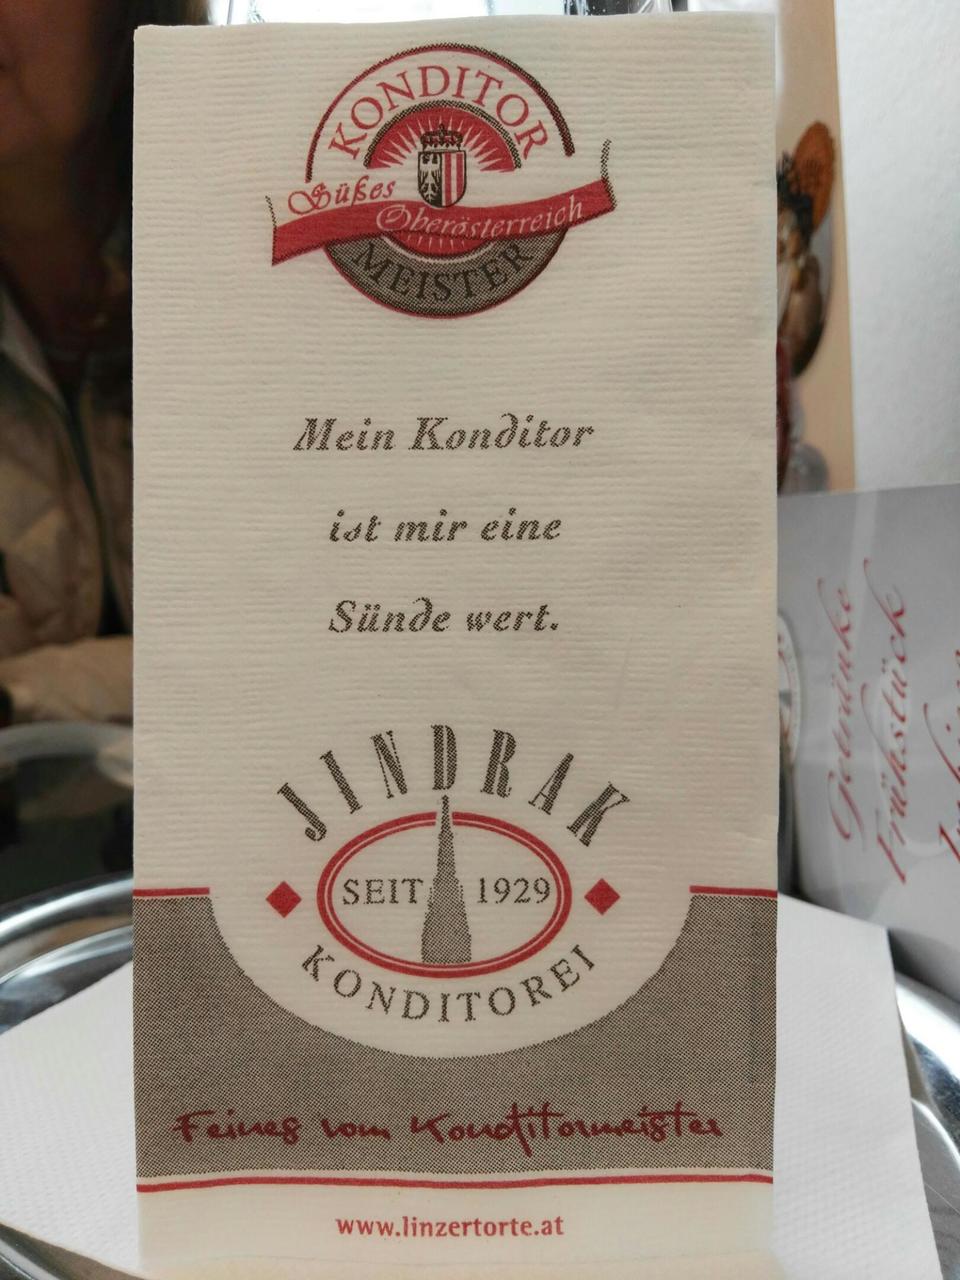 KONDITOR
Süßes
Oberösterreich
MEISTER
Mein Konditor
ist mir eine
Sünde wert.
JINDRAK
SEIT 1929
KONDITOREI
Feines vom Konditormeister
www.linzertorte.at
Getränke
Frühstück